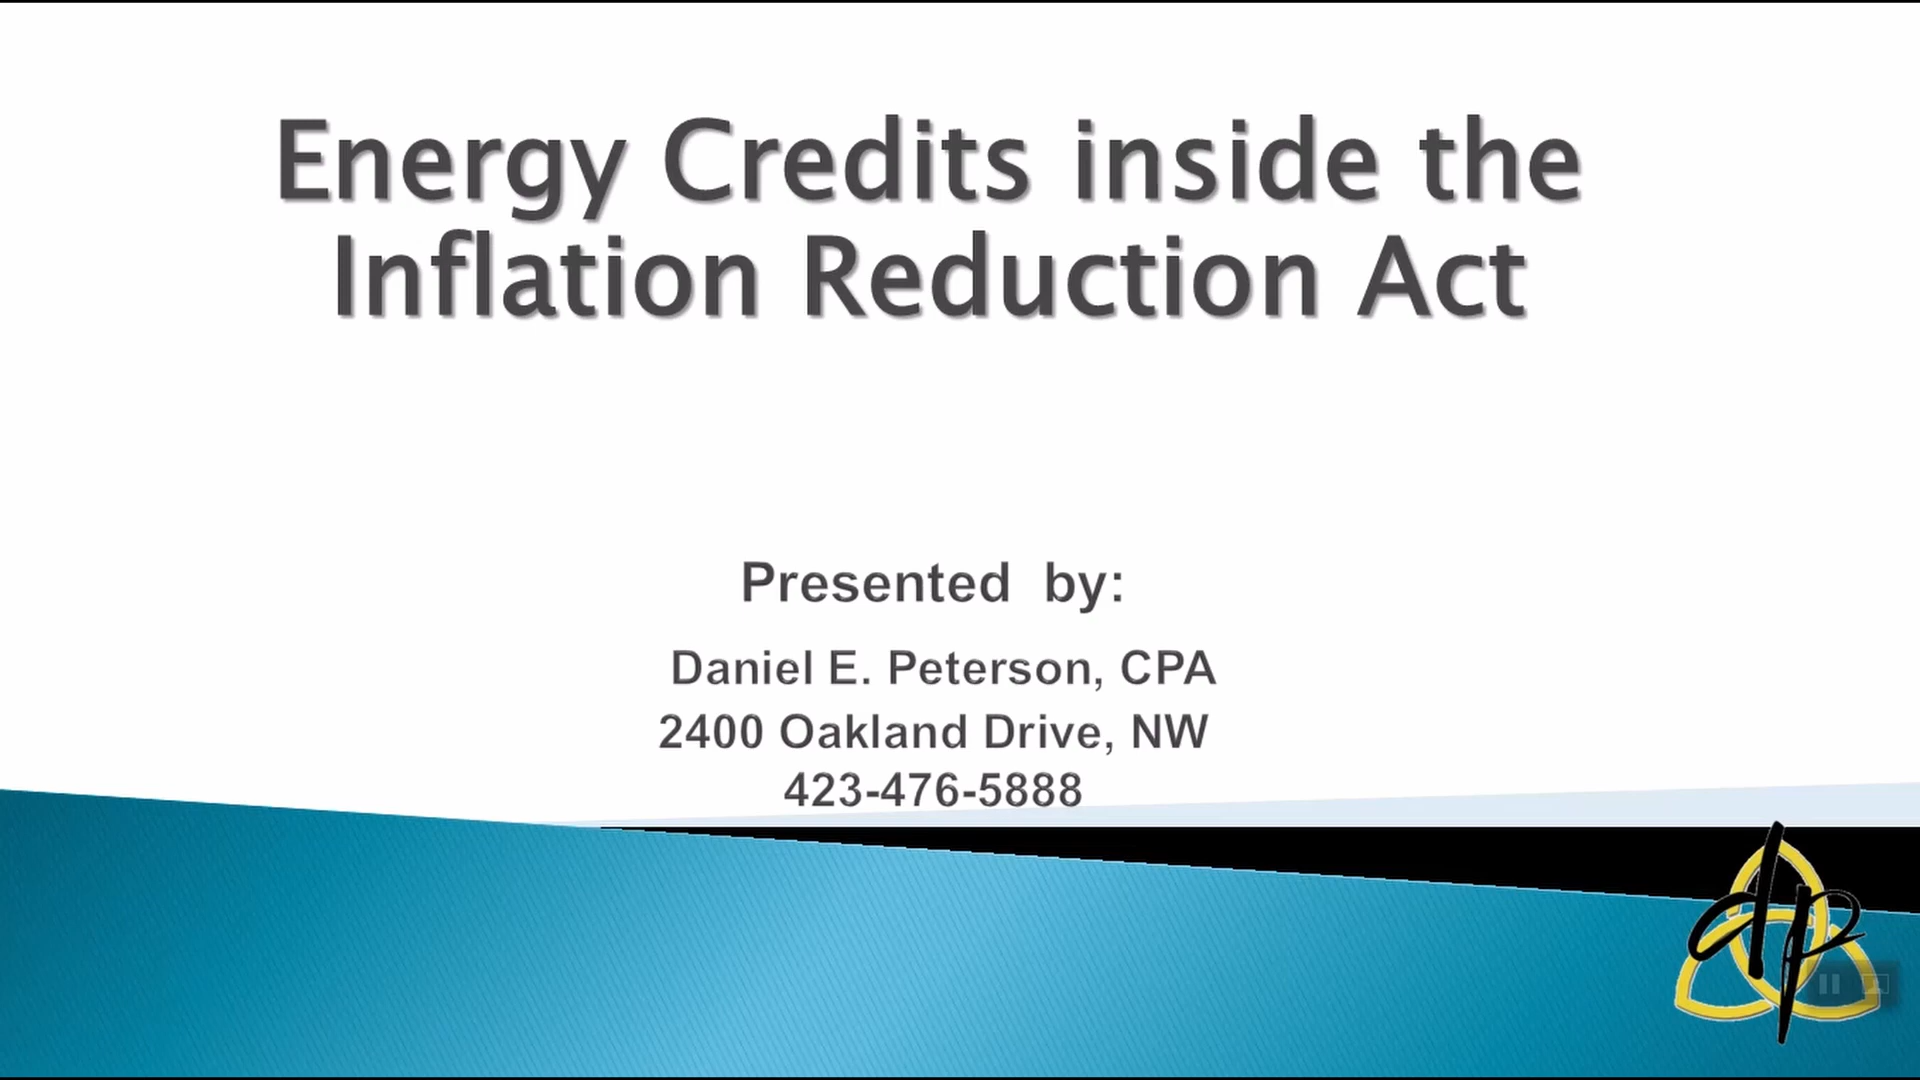 Energy Credits inside the
Inflation Reduction Act
Presented by:
Daniel E. Peterson, CPA
2400 Oakland Drive, NW
423-476-5888
dp